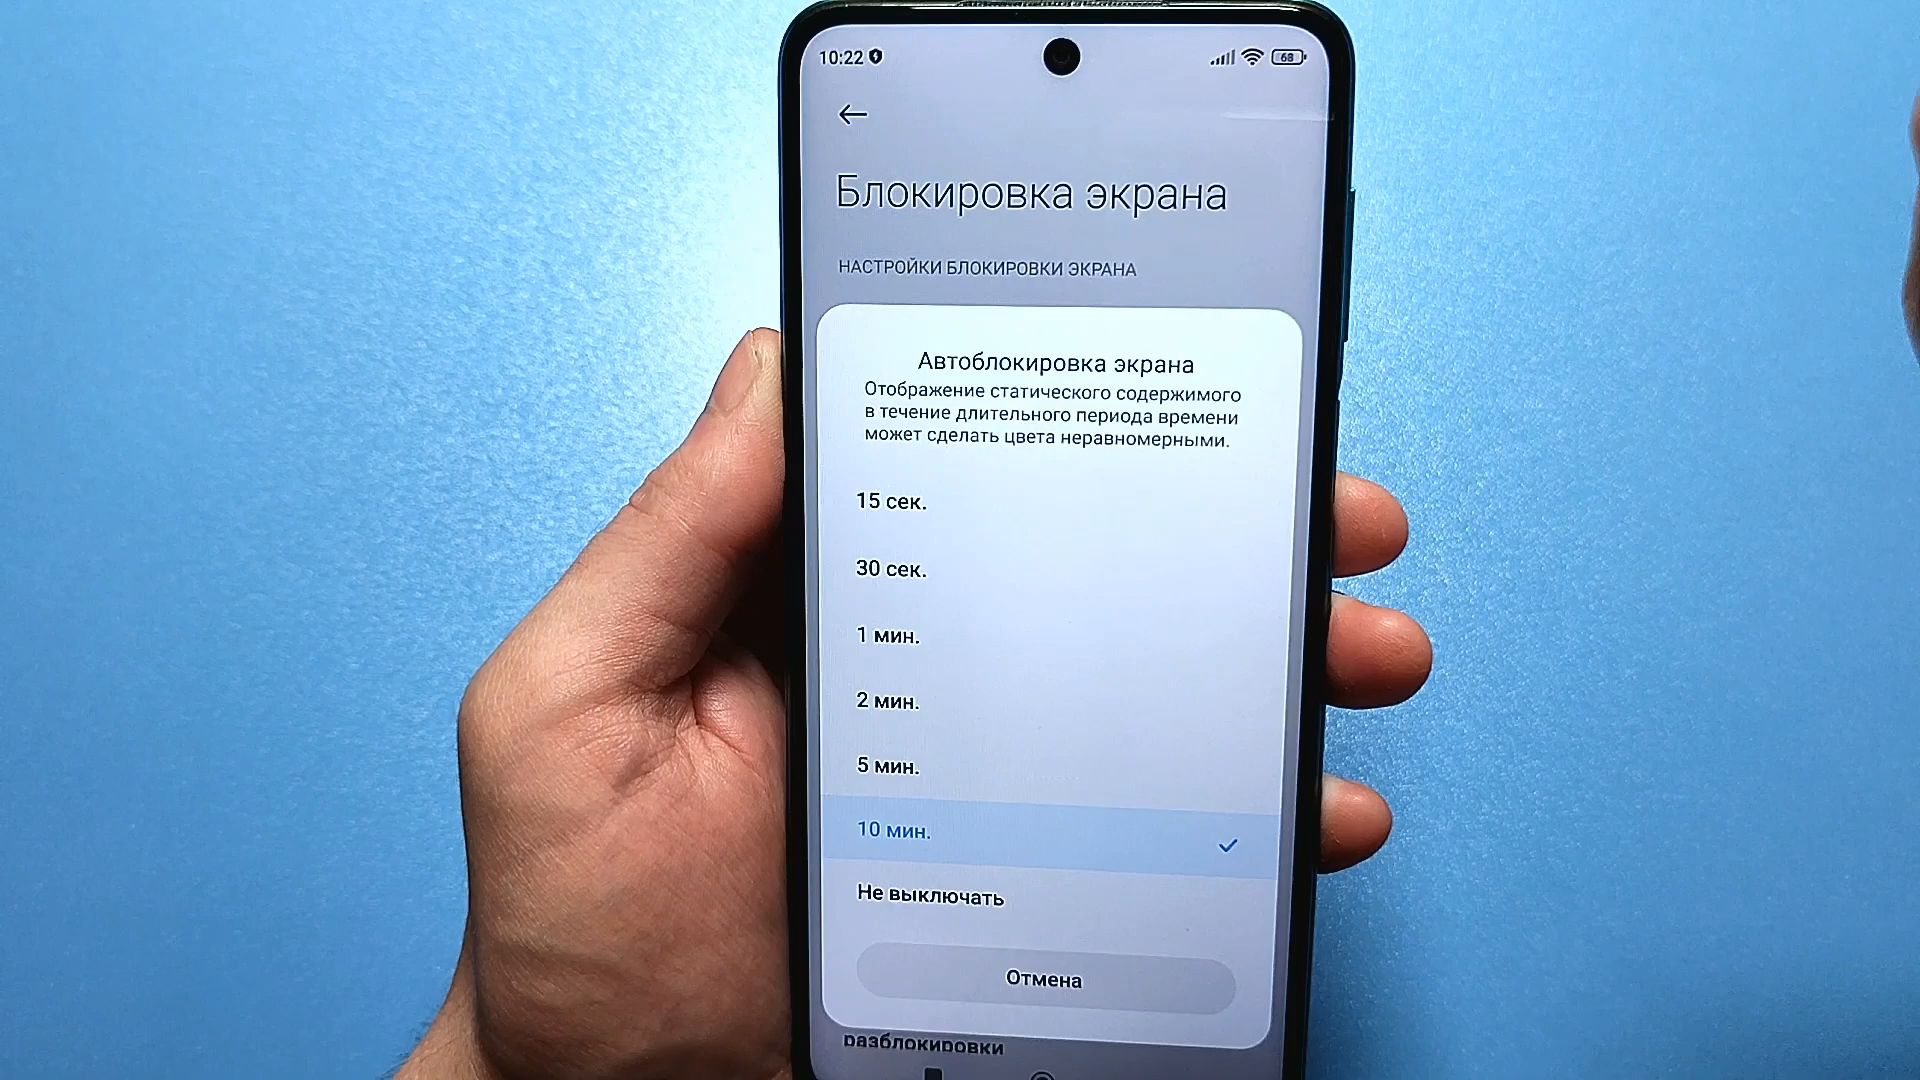 10:22
68
Блокировка экрана
НАСТРОЙКИ БЛОКИРОВКИ ЭКРАНА
Автоблокировка экрана
Отображение статического содержимого
в течение длительного периода времени
может сделать цвета неравномерными.
15 сек.
30 сек.
1 мин.
2 мин.
5 мин.
10 мин.
Не выключать
Отмена
разблокировки